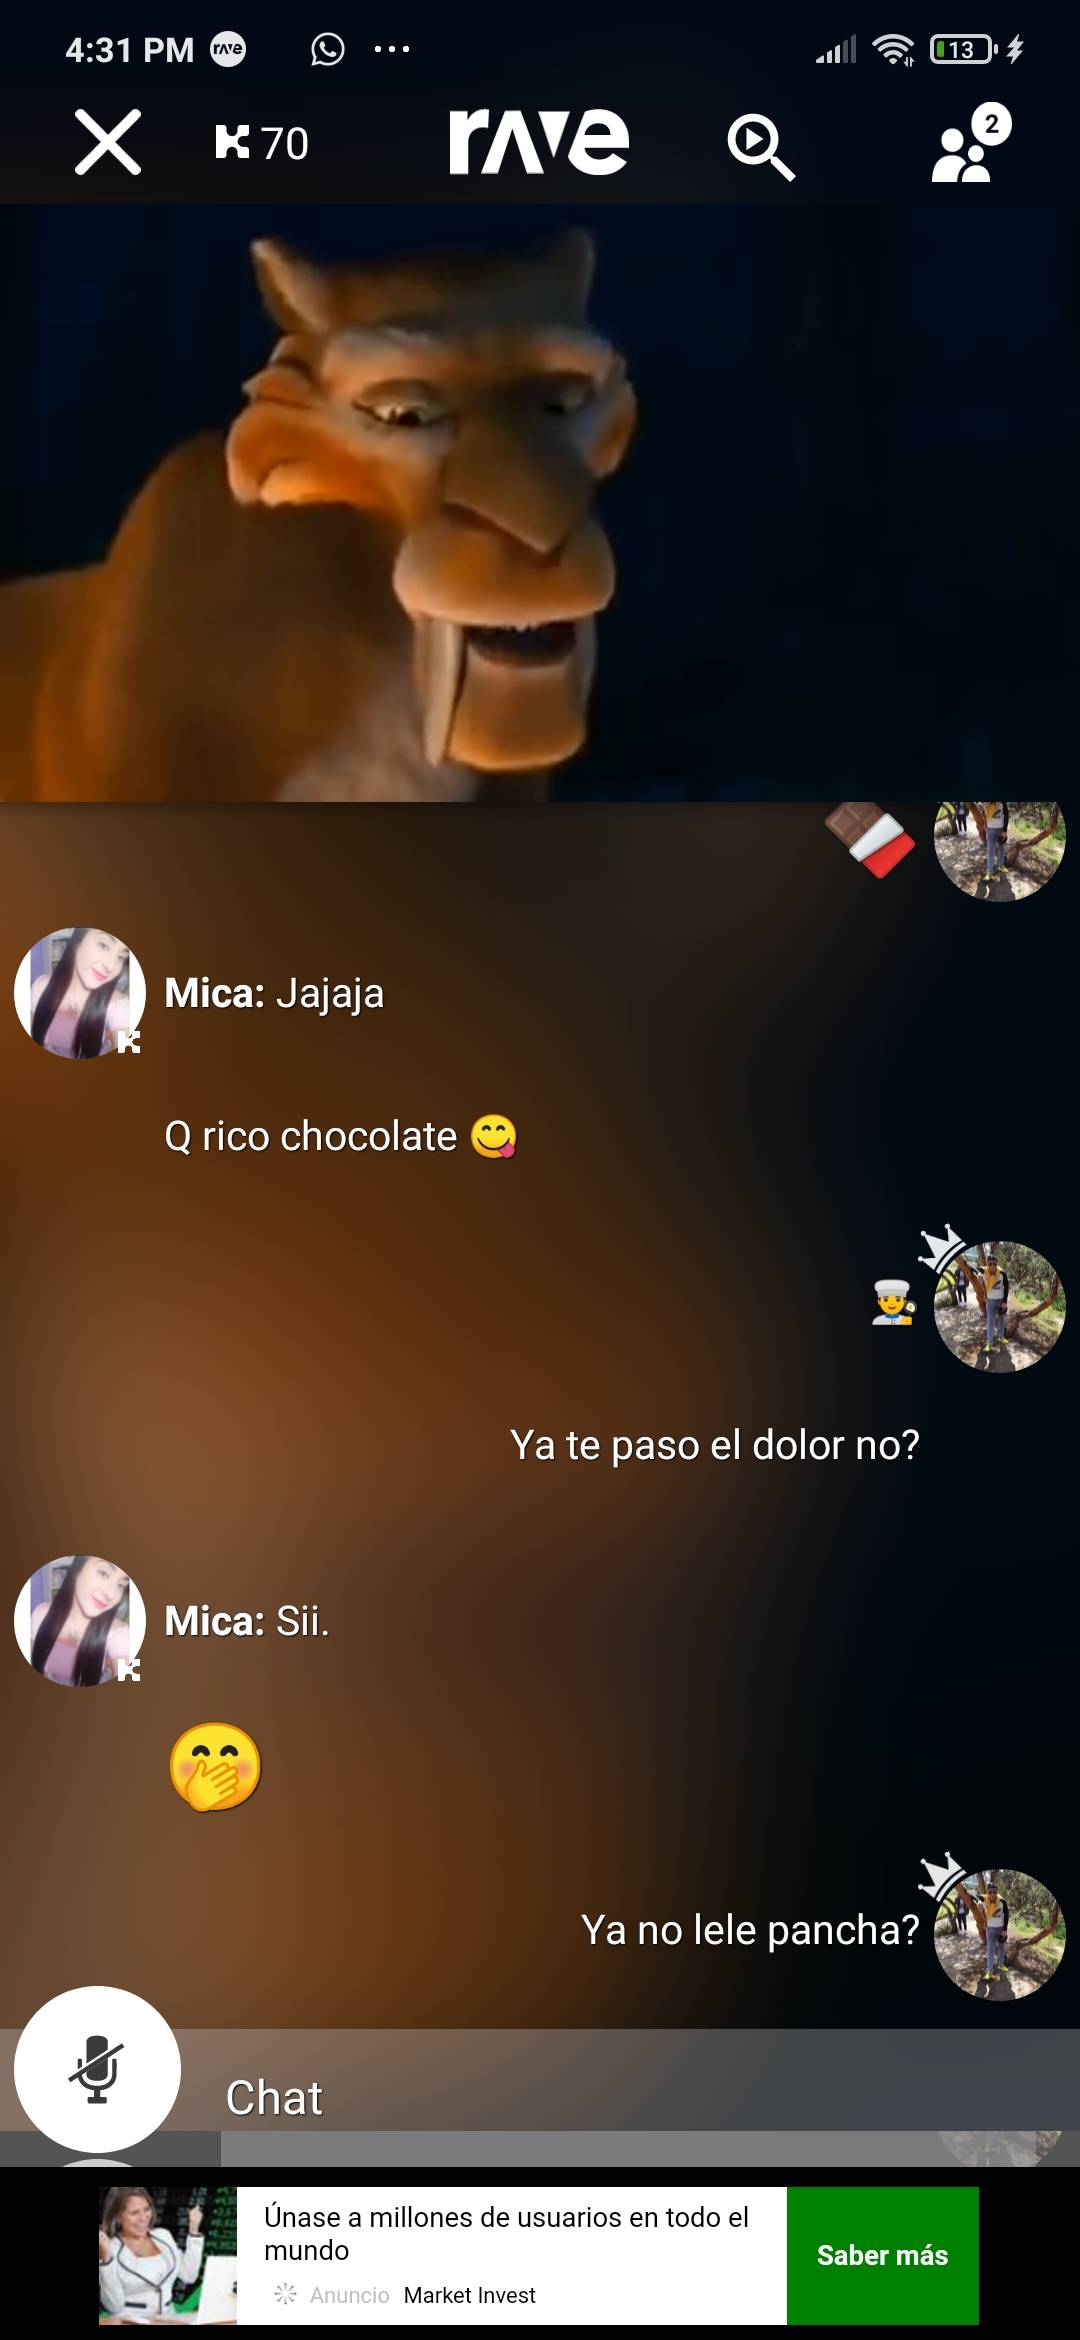 4:31 PM rave 13
70 rave 2
Mica: Jajaja
Q rico chocolate 😋
👨‍🍳
Ya te paso el dolor no?
Mica: Sii.
🤭
Ya no lele pancha?
Chat
Únase a millones de usuarios en todo el
mundo
Anuncio Market Invest
Saber más